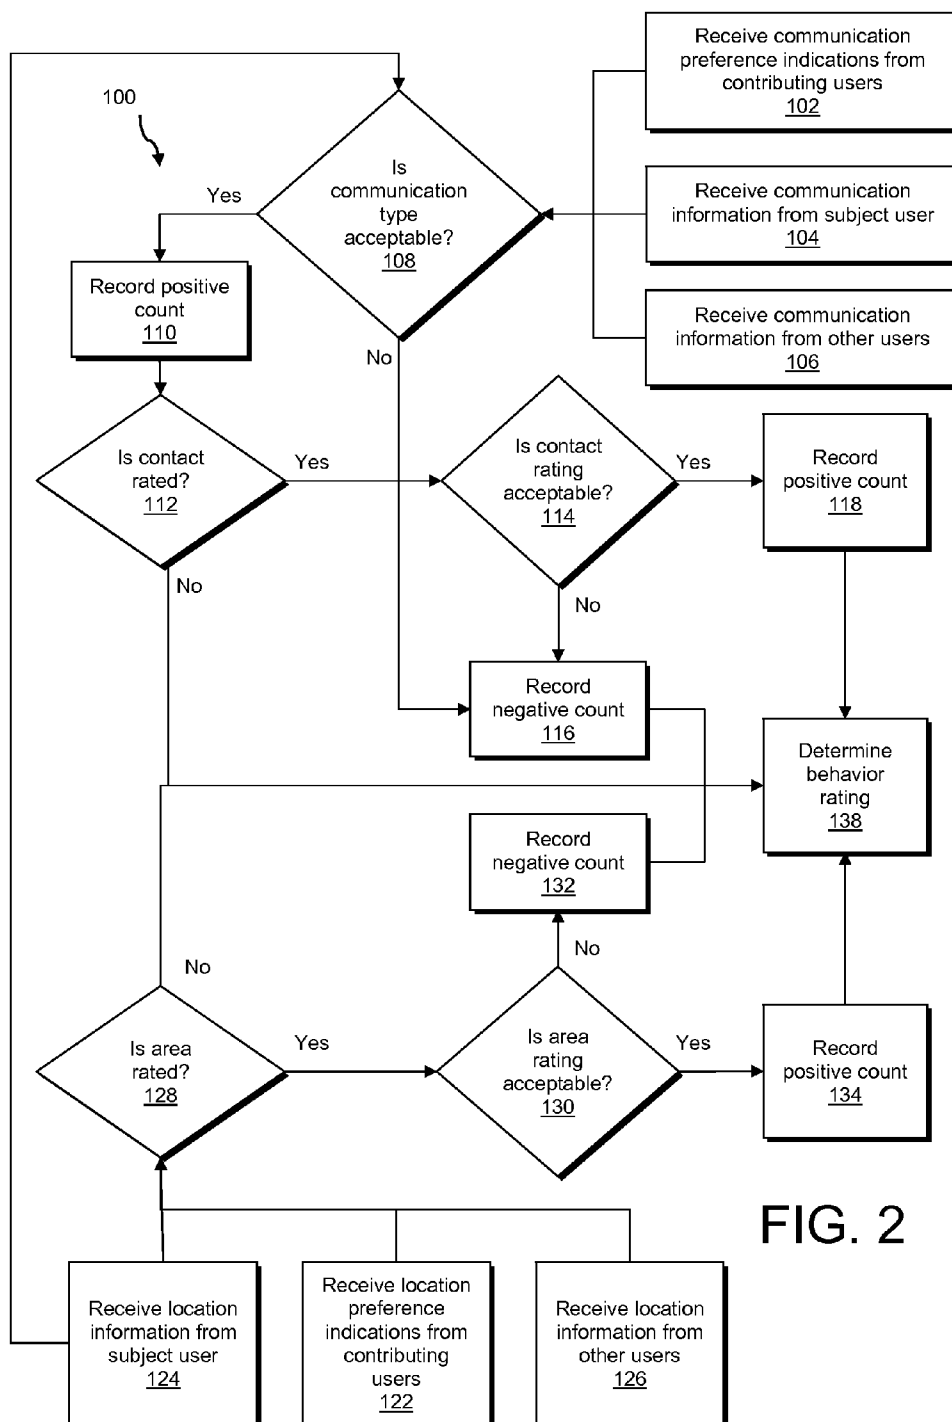 Receive communication
preference indications from
contributing users
102
100
Is
communication
type
acceptable?
108
Yes
Receive communication
information from subject user
104
Record positive
count
110
Receive communication
information from other users
106
No
Is contact
rated?
112
Yes
Is contact
rating
acceptable?
114
Yes
Record
positive count
118
No
No
Record
negative count
116
Determine
behavior
rating
138
Record
negative count
132
No
No
Is area
rated?
128
Yes
Is area
rating
acceptable?
130
Yes
Record
positive count
134
FIG. 2
Receive location
information from
subject user
124
Receive location
preference
indications from
contributing
users
122
Receive location
information from
other users
126